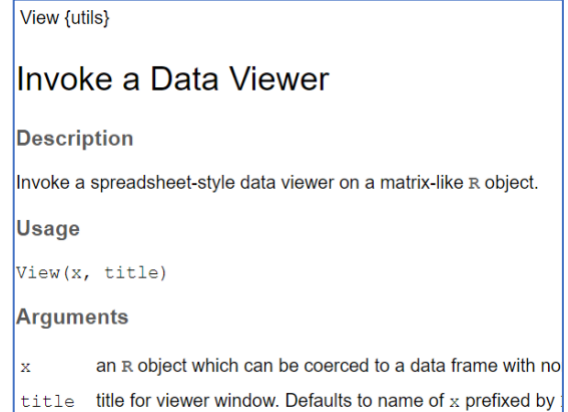 View {utils}
Invoke a Data Viewer
Description
Invoke a spreadsheet-style data viewer on a matrix-like R object.
Usage
View(x, title)
Arguments
x an R object which can be coerced to a data frame with no
title title for viewer window. Defaults to name of x prefixed by